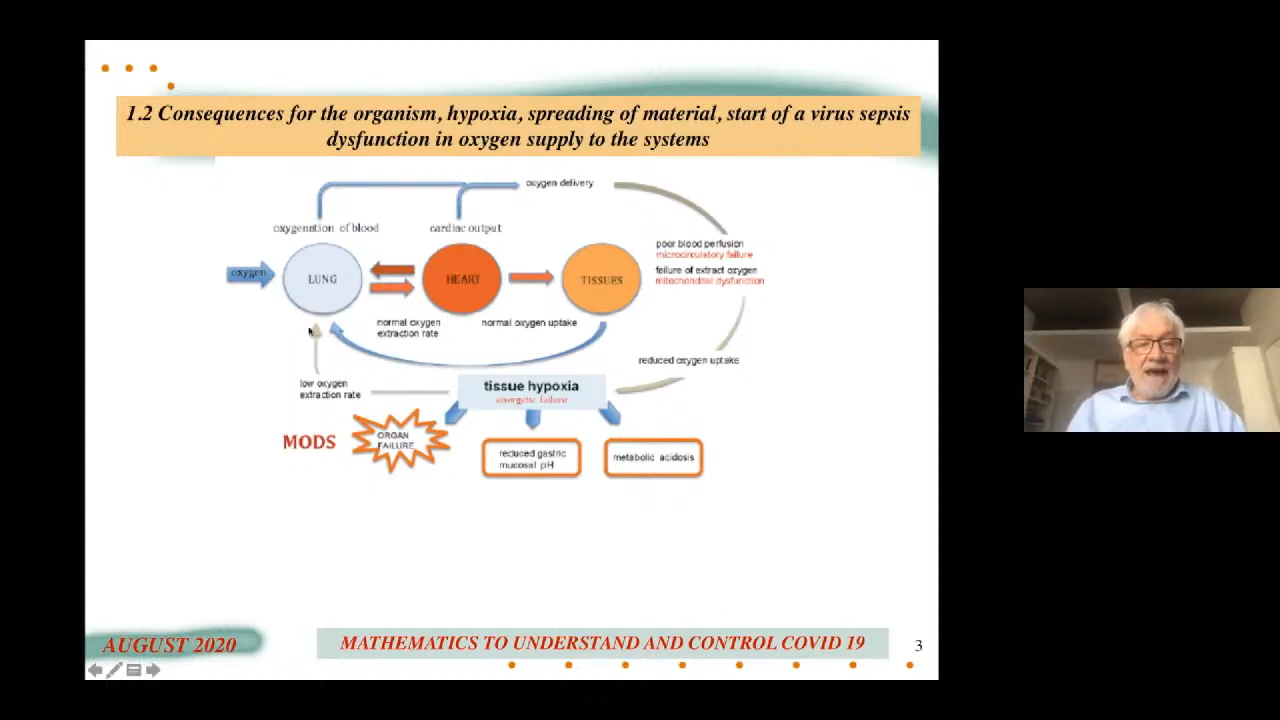 1.2 Consequences for the organism, hypoxia, spreading of material, start of a virus sepsis
dysfunction in oxygen supply to the systems
oxygen delivery
oxygenation of blood
cardiac output
poor blood perfusion
microcirculatory failure
failure of extract oxygen
mitochondrial dysfunction
oxygen
LUNG
HEART
TISSUES
normal oxygen
extraction rate
normal oxygen uptake
reduced oxygen uptake
low oxygen
extraction rate
tissue hypoxia
energetic failure
MODS
ORGAN
FAILURE
reduced gastric
mucosal pH
metabolic acidosis
AUGUST 2020
MATHEMATICS TO UNDERSTAND AND CONTROL COVID 19
3